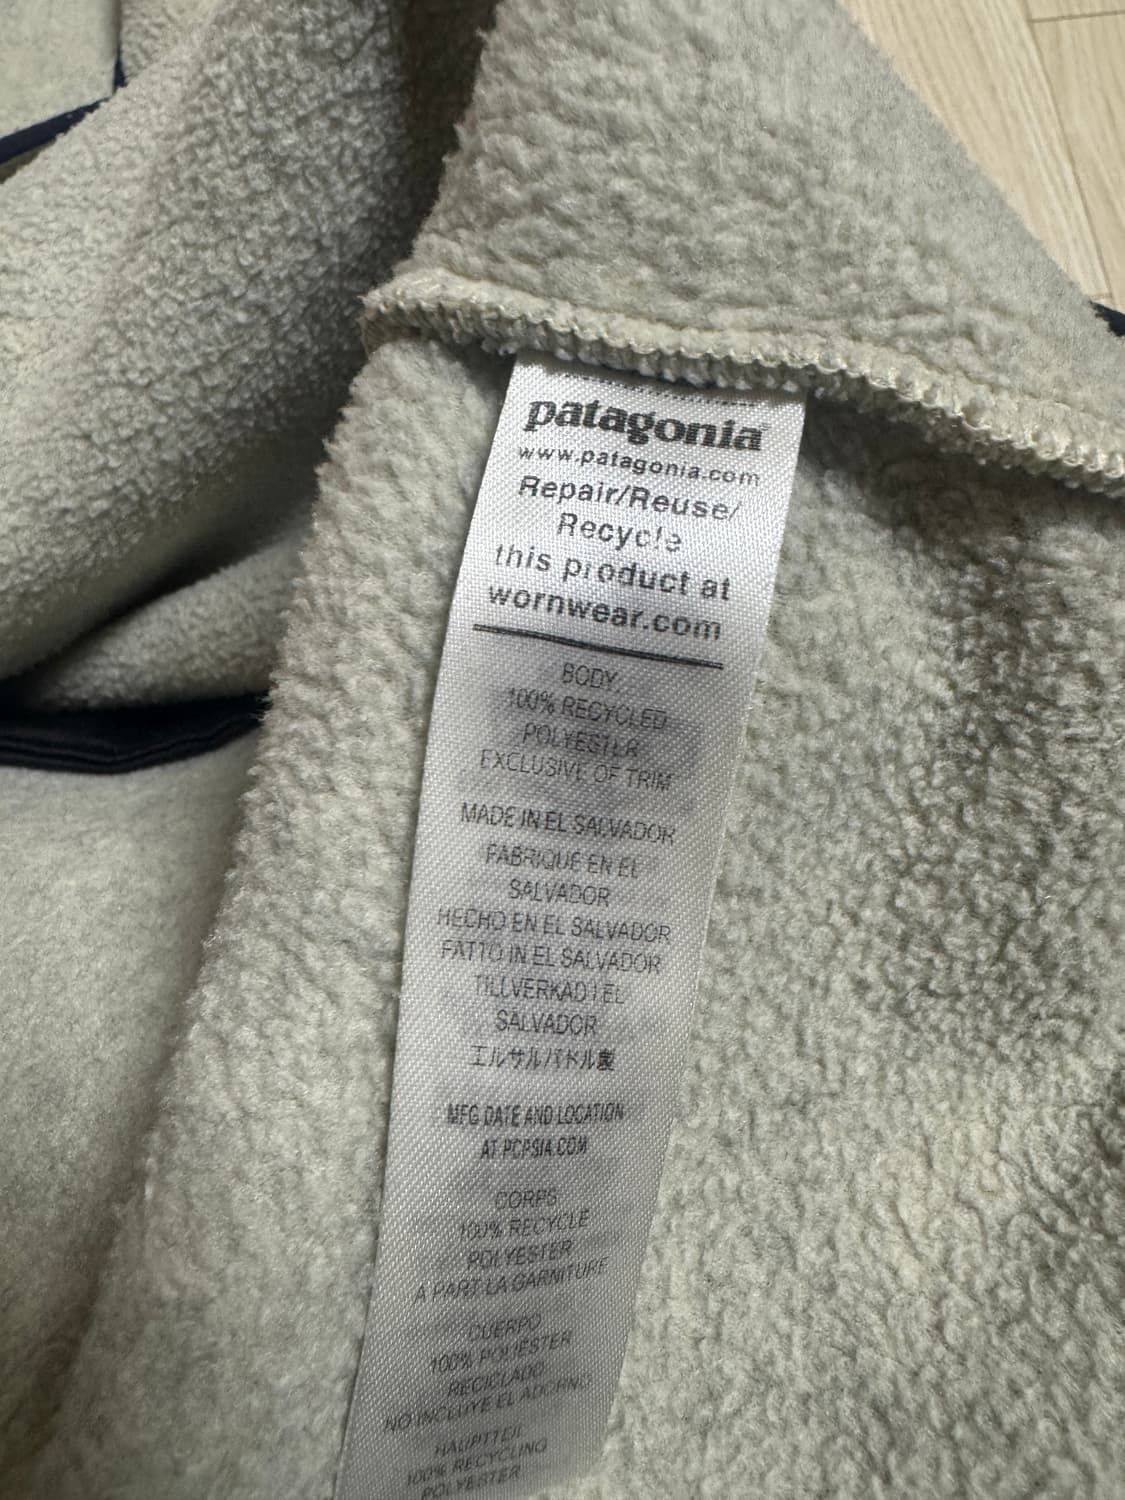 patagonia
www.patagonia.com
Repair/Reuse/
Recycle
this product at
wornwear.com
BODY:
100% RECYCLED
POLYESTER
EXCLUSIVE OF TRIM
MADE IN EL SALVADOR
FABRIQUÉ EN EL
SALVADOR
HECHO EN EL SALVADOR
FATTO IN EL SALVADOR
TILLVERKAD I EL
SALVADOR
エルサルバドル製
MFG DATE AND LOCATION
AT PCPSIA.COM
CORPS
100% RECYCLE
POLYESTER
A PART LA GARNITURE
CUERPO
100% POLIESTER
RECICLADO
NO INCLUYE EL ADORNO
HAUPTTEIL
100% RECYCLING
POLYESTER